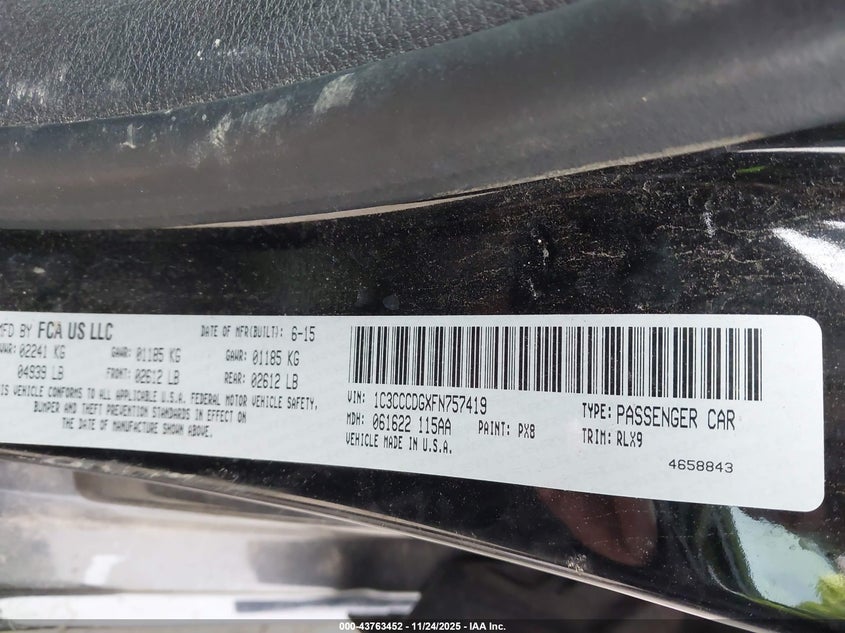 MFD BY FCA US LLC DATE OF MFR(BUILT): 6-15
GVWR: 02241 KG GAWR: 01185 KG GAWR: 01185 KG
04939 LB FRONT: 02612 LB REAR: 02612 LB
THIS VEHICLE CONFORMS TO ALL APPLICABLE U.S.A. FEDERAL MOTOR VEHICLE SAFETY,
BUMPER AND THEFT PREVENTION STANDARDS IN EFFECT ON
THE DATE OF MANUFACTURE SHOWN ABOVE.
VIN: 1C3CCCDGXFN757419 TYPE: PASSENGER CAR
MDH: 061622 115AA PAINT: PX8 TRIM: RLX9
VEHICLE MADE IN U.S.A.
4658843
000-43763452 - 11/24/2025 - IAA Inc.